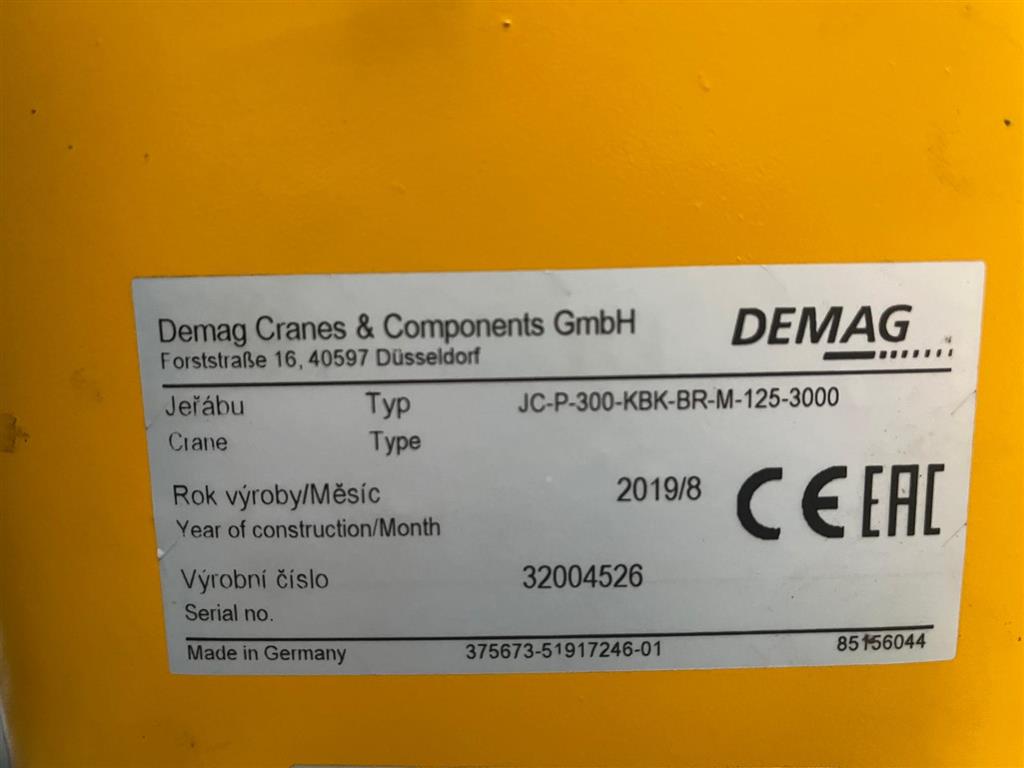 Demag Cranes & Components GmbH
Forststraße 16, 40597 Düsseldorf
DEMAG
Jeřábu Typ JC-P-300-KBK-BR-M-125-3000
Crane Type
Rok výroby/Měsíc 2019/8
Year of construction/Month
CE EAC
Výrobní číslo 32004526
Serial no.
Made in Germany 375673-51917246-01 85156044